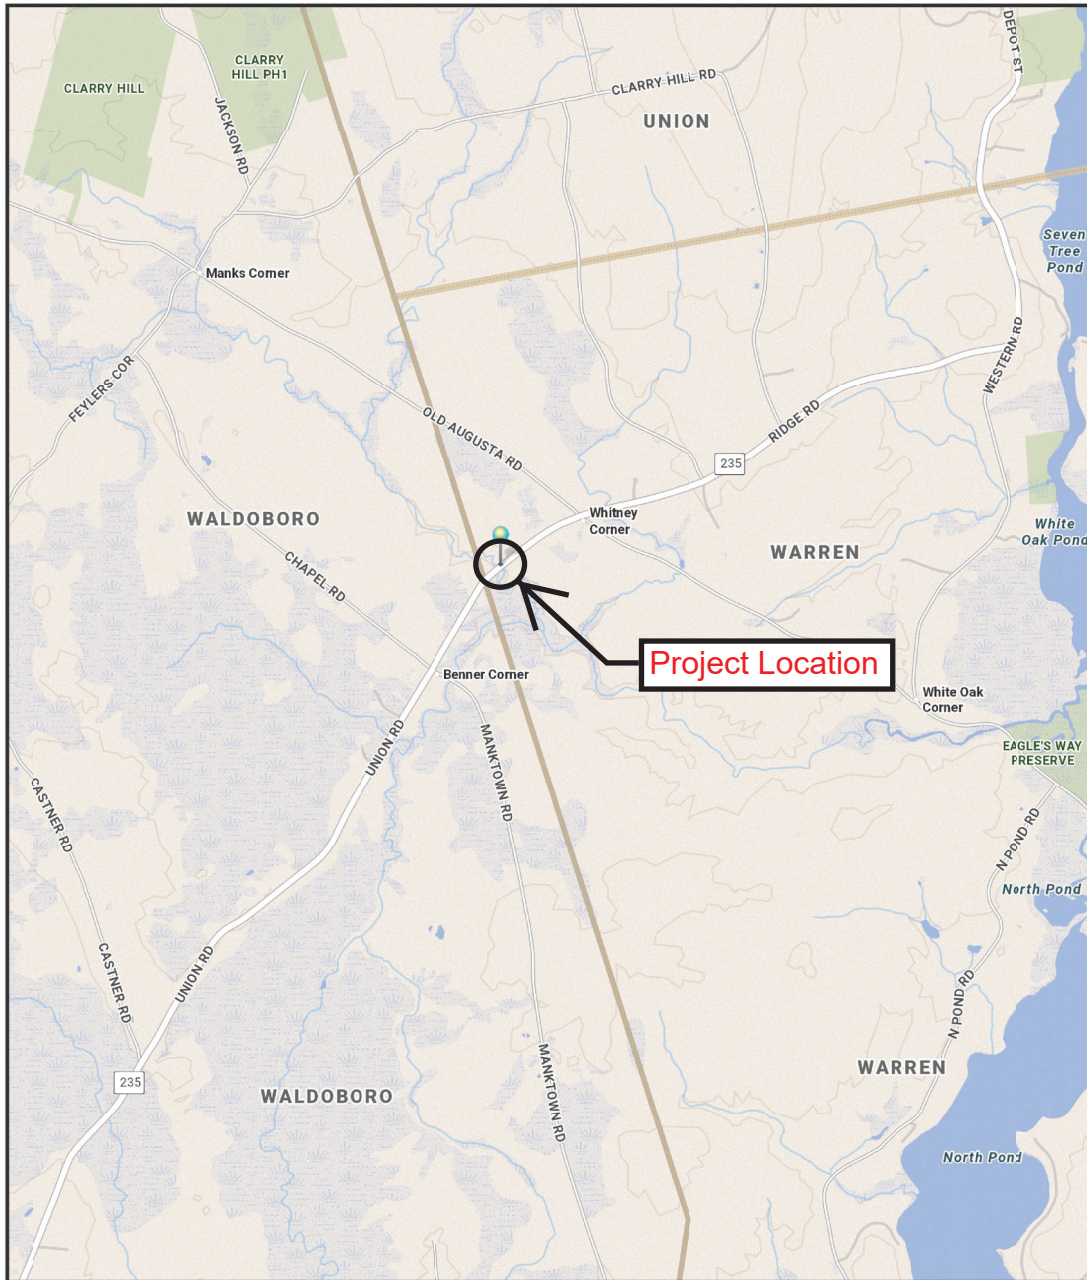 DEPOT ST
CLARRY
HILL PH1
CLARRY HILL
CLARRY HILL RD
JACKSON RD
UNION
Seven
Tree
Pond
Manks Corner
FEYLERS COR
WESTERN RD
OLD AUGUSTA RD
RIDGE RD
235
Whitney
Corner
WALDOBORO
White
Oak Pond
WARREN
CHAPEL RD
Project Location
Benner Corner
White Oak
Corner
UNION RD
MANKTOWN RD
EAGLE'S WAY
PRESERVE
CASTNER RD
N POND RD
North Pond
CASTNER RD
UNION RD
N POND RD
MANKTOWN RD
WARREN
235
WALDOBORO
North Pond